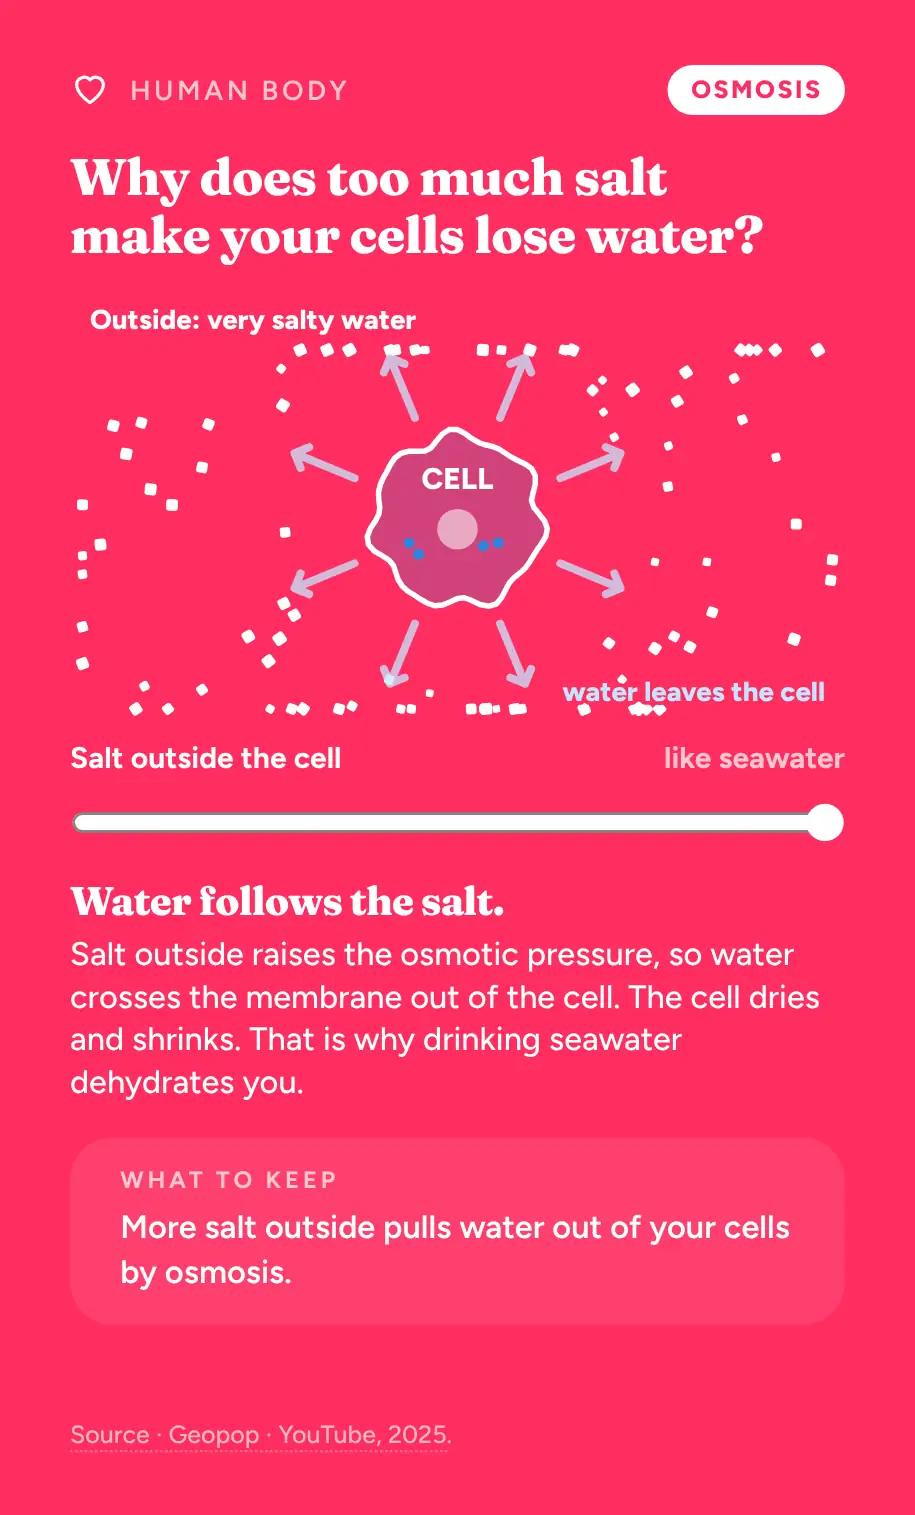 HUMAN BODY
OSMOSIS
Why does too much salt
make your cells lose water?
Outside: very salty water
CELL
water leaves the cell
Salt outside the cell
like seawater
Water follows the salt.
Salt outside raises the osmotic pressure, so water
crosses the membrane out of the cell. The cell dries
and shrinks. That is why drinking seawater
dehydrates you.
WHAT TO KEEP
More salt outside pulls water out of your cells
by osmosis.
Source · Geopop · YouTube, 2025.